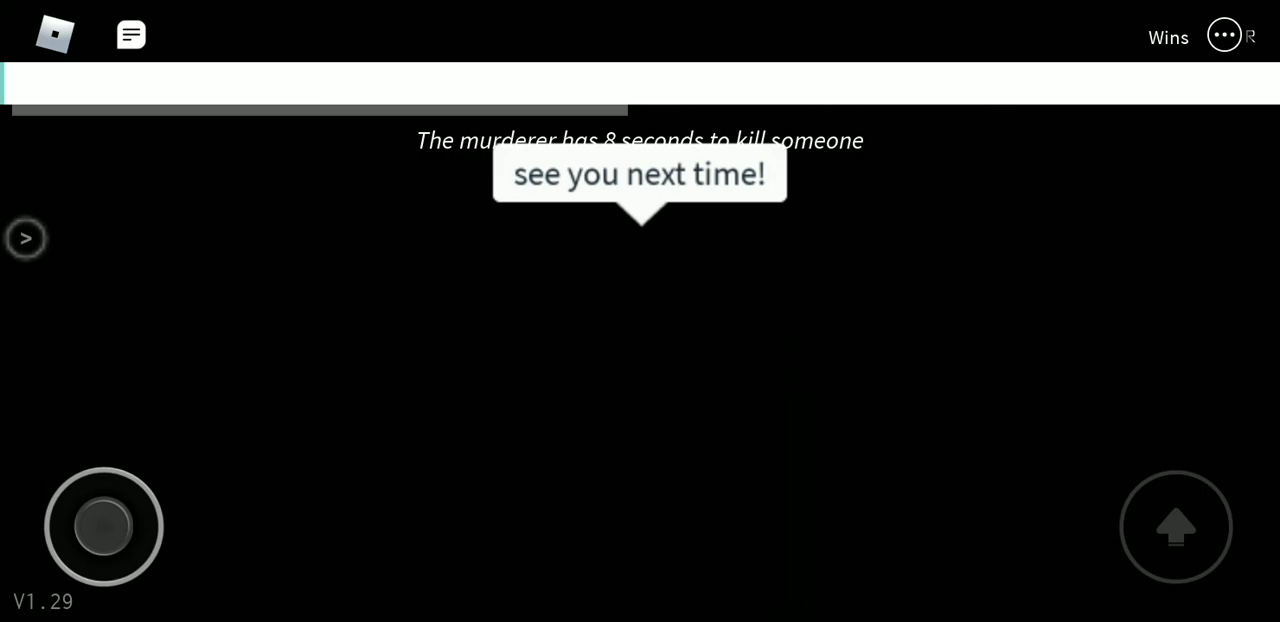 Wins
R
The murderer has 8 seconds to kill someone
see you next time!
>
V1.29